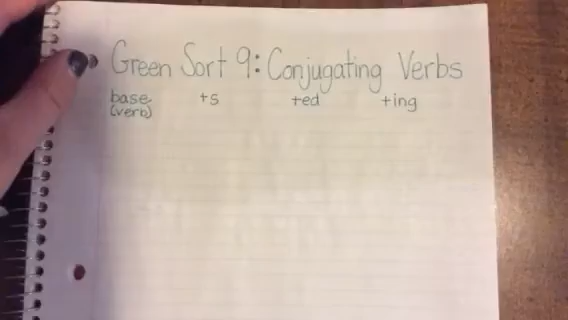 Green Sort 9: Conjugating Verbs
base +s +ed +ing
(verb)